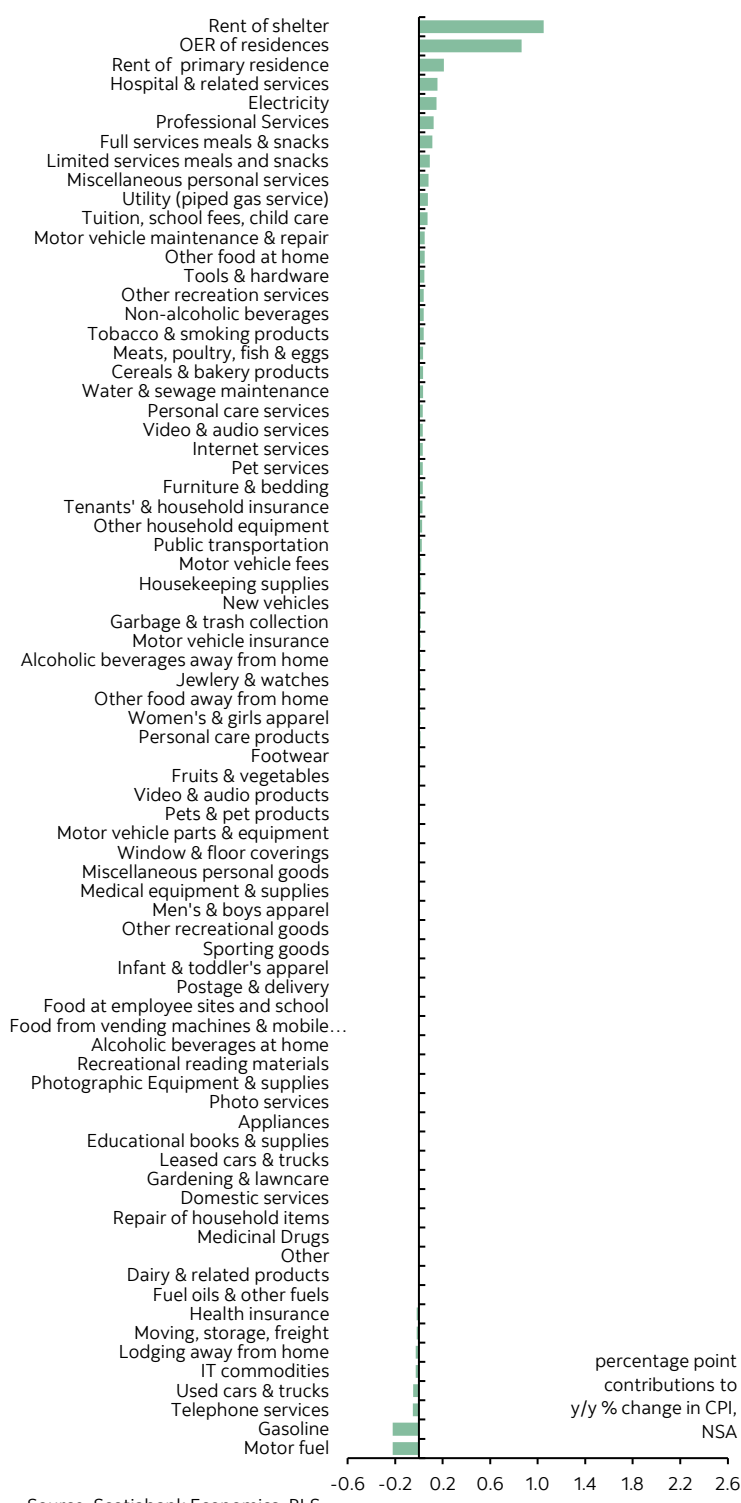 Rent of shelter
OER of residences
Rent of  primary residence
Hospital & related services
Electricity
Professional Services
Full services meals & snacks
Limited services meals and snacks
Miscellaneous personal services
Utility (piped gas service)
Tuition, school fees, child care
Motor vehicle maintenance & repair
Other food at home
Tools & hardware
Other recreation services
Non-alcoholic beverages
Tobacco & smoking products
Meats, poultry, fish & eggs
Cereals & bakery products
Water & sewage maintenance
Personal care services
Video & audio services
Internet services
Pet services
Furniture & bedding
Tenants' & household insurance
Other household equipment
Public transportation
Motor vehicle fees
Housekeeping supplies
New vehicles
Garbage & trash collection
Motor vehicle insurance
Alcoholic beverages away from home
Jewlery & watches
Other food away from home
Women's & girls apparel
Personal care products
Footwear
Fruits & vegetables
Video & audio products
Pets & pet products
Motor vehicle parts & equipment
Window & floor coverings
Miscellaneous personal goods
Medical equipment & supplies
Men's & boys apparel
Other recreational goods
Sporting goods
Infant & toddler's apparel
Postage & delivery
Food at employee sites and school
Food from vending machines & mobile…
Alcoholic beverages at home
Recreational reading materials
Photographic Equipment & supplies
Photo services
Appliances
Educational books & supplies
Leased cars & trucks
Gardening & lawncare
Domestic services
Repair of household items
Medicinal Drugs
Other
Dairy & related products
Fuel oils & other fuels
Health insurance
Moving, storage, freight
Lodging away from home
IT commodities
Used cars & trucks
Telephone services
Gasoline
Motor fuel
percentage point
contributions to
y/y % change in CPI,
NSA
-0.6 -0.2 0.2 0.6 1.0 1.4 1.8 2.2 2.6
Source: Scotiabank Economics, BLS